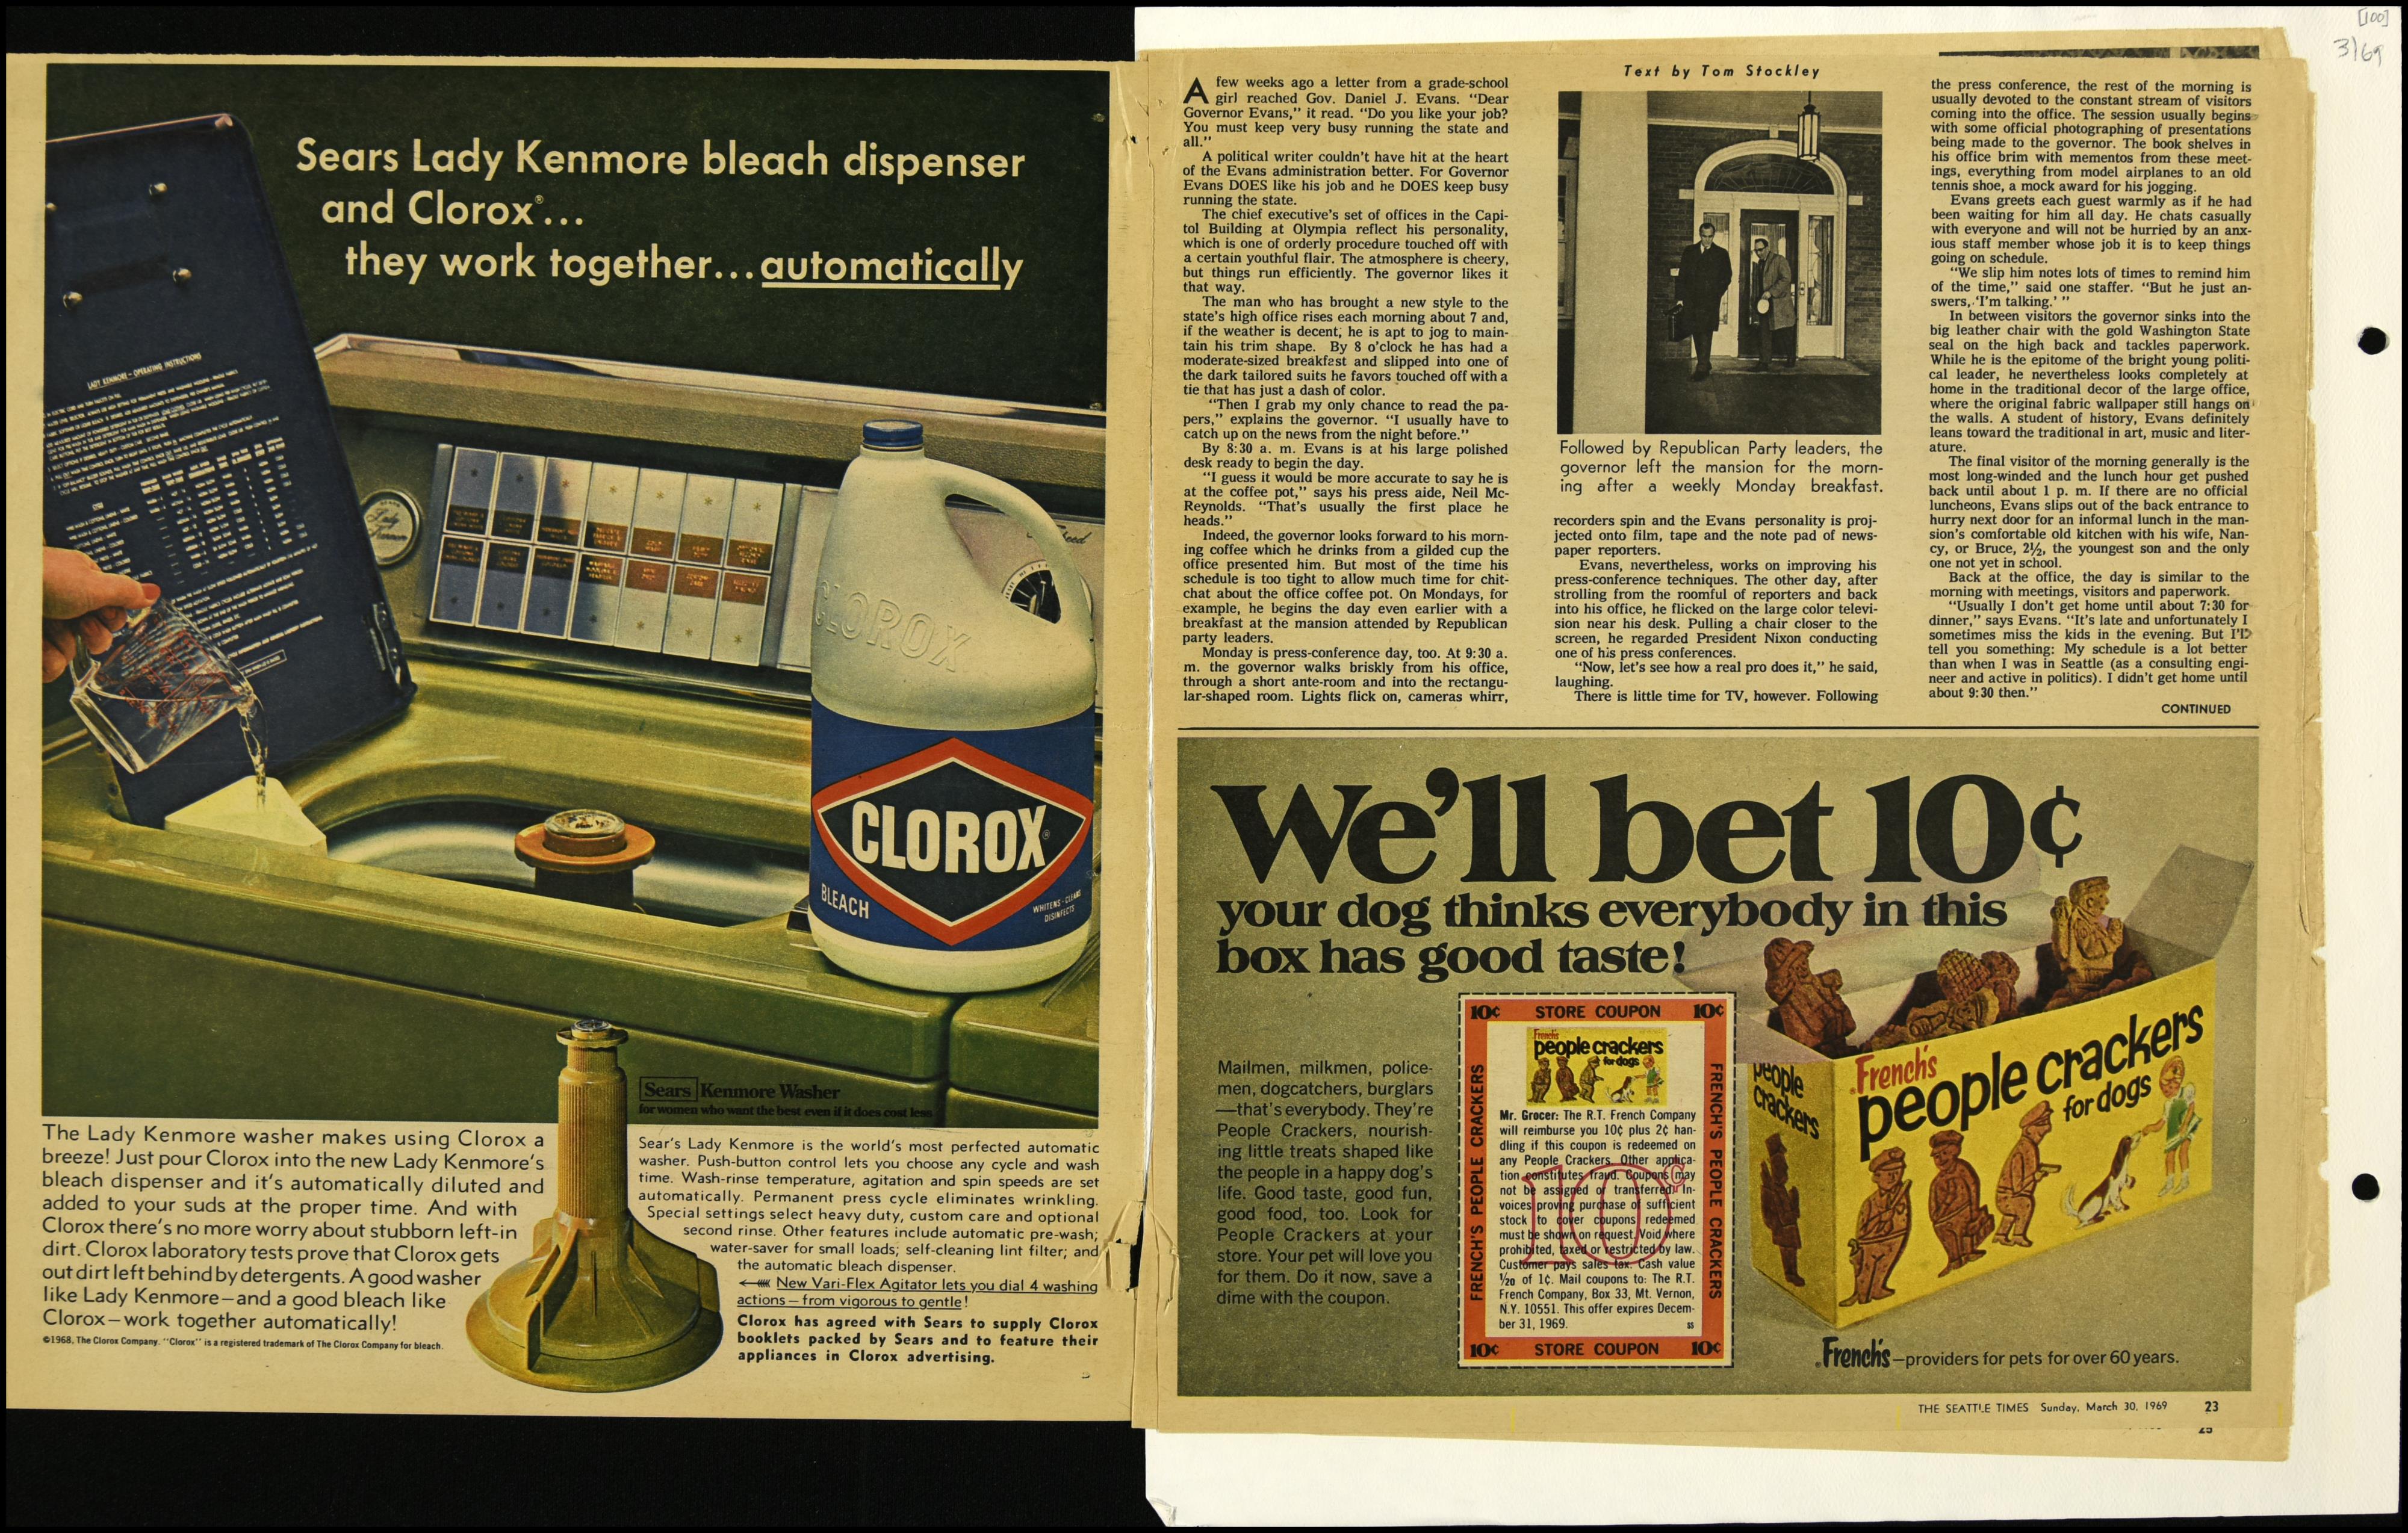 [100]
3/69
Sears Lady Kenmore bleach dispenser
and Clorox®...
they work together...automatically
LADY KENMORE - OPERATING INSTRUCTIONS
Lady Kenmore
CLOROX
CLOROX®
BLEACH
WHITENS - CLEANS
DISINFECTS
Sears Kenmore Washer
for women who want the best even if it does cost less
The Lady Kenmore washer makes using Clorox a
breeze! Just pour Clorox into the new Lady Kenmore's
bleach dispenser and it's automatically diluted and
added to your suds at the proper time. And with
Clorox there's no more worry about stubborn left-in
dirt. Clorox laboratory tests prove that Clorox gets
out dirt left behind by detergents. A good washer
like Lady Kenmore—and a good bleach like
Clorox—work together automatically!
©1968, The Clorox Company. "Clorox" is a registered trademark of The Clorox Company for bleach.
Sear's Lady Kenmore is the world's most perfected automatic
washer. Push-button control lets you choose any cycle and wash
time. Wash-rinse temperature, agitation and spin speeds are set
automatically. Permanent press cycle eliminates wrinkling.
Special settings select heavy duty, custom care and optional
second rinse. Other features include automatic pre-wash;
water-saver for small loads; self-cleaning lint filter; and
the automatic bleach dispenser.
New Vari-Flex Agitator lets you dial 4 washing
actions—from vigorous to gentle!
Clorox has agreed with Sears to supply Clorox
booklets packed by Sears and to feature their
appliances in Clorox advertising.
Text by Tom Stockley
A few weeks ago a letter from a grade-school
girl reached Gov. Daniel J. Evans. "Dear
Governor Evans," it read. "Do you like your job?
You must keep very busy running the state and
all."
A political writer couldn't have hit at the heart
of the Evans administration better. For Governor
Evans DOES like his job and he DOES keep busy
running the state.
The chief executive's set of offices in the Capi-
tol Building at Olympia reflect his personality,
which is one of orderly procedure touched off with
a certain youthful flair. The atmosphere is cheery,
but things run efficiently. The governor likes it
that way.
The man who has brought a new style to the
state's high office rises each morning about 7 and,
if the weather is decent, he is apt to jog to main-
tain his trim shape. By 8 o'clock he has had a
moderate-sized breakfast and slipped into one of
the dark tailored suits he favors touched off with a
tie that has just a dash of color.
"Then I grab my only chance to read the pa-
pers," explains the governor. "I usually have to
catch up on the news from the night before."
By 8:30 a. m. Evans is at his large polished
desk ready to begin the day.
"I guess it would be more accurate to say he is
at the coffee pot," says his press aide, Neil Mc-
Reynolds. "That's usually the first place he
heads."
Indeed, the governor looks forward to his morn-
ing coffee which he drinks from a gilded cup the
office presented him. But most of the time his
schedule is too tight to allow much time for chit-
chat about the office coffee pot. On Mondays, for
example, he begins the day even earlier with a
breakfast at the mansion attended by Republican
party leaders.
Monday is press-conference day, too. At 9:30 a.
m. the governor walks briskly from his office,
through a short ante-room and into the rectangu-
lar-shaped room. Lights flick on, cameras whirr,
Followed by Republican Party leaders, the
governor left the mansion for the morn-
ing after a weekly Monday breakfast.
recorders spin and the Evans personality is proj-
jected onto film, tape and the note pad of news-
paper reporters.
Evans, nevertheless, works on improving his
press-conference techniques. The other day, after
strolling from the roomful of reporters and back
into his office, he flicked on the large color televi-
sion near his desk. Pulling a chair closer to the
screen, he regarded President Nixon conducting
one of his press conferences.
"Now, let's see how a real pro does it," he said,
laughing.
There is little time for TV, however. Following
the press conference, the rest of the morning is
usually devoted to the constant stream of visitors
coming into the office. The session usually begins
with some official photographing of presentations
being made to the governor. The book shelves in
his office brim with mementos from these meet-
ings, everything from model airplanes to an old
tennis shoe, a mock award for his jogging.
Evans greets each guest warmly as if he had
been waiting for him all day. He chats casually
with everyone and will not be hurried by an anx-
ious staff member whose job it is to keep things
going on schedule.
"We slip him notes lots of times to remind him
of the time," said one staffer. "But he just an-
swers, 'I'm talking.' "
In between visitors the governor sinks into the
big leather chair with the gold Washington State
seal on the high back and tackles paperwork.
While he is the epitome of the bright young politi-
cal leader, he nevertheless looks completely at
home in the traditional decor of the large office,
where the original fabric wallpaper still hangs on
the walls. A student of history, Evans definitely
leans toward the traditional in art, music and liter-
ature.
The final visitor of the morning generally is the
most long-winded and the lunch hour get pushed
back until about 1 p. m. If there are no official
luncheons, Evans slips out of the back entrance to
hurry next door for an informal lunch in the man-
sion's comfortable old kitchen with his wife, Nan-
cy, or Bruce, 2½, the youngest son and the only
one not yet in school.
Back at the office, the day is similar to the
morning with meetings, visitors and paperwork.
"Usually I don't get home until about 7:30 for
dinner," says Evans. "It's late and unfortunately I
sometimes miss the kids in the evening. But I'll
tell you something: My schedule is a lot better
than when I was in Seattle (as a consulting engi-
neer and active in politics). I didn't get home until
about 9:30 then."
CONTINUED
We'll bet 10¢
your dog thinks everybody in this
box has good taste!
Mailmen, milkmen, police-
men, dogcatchers, burglars
—that's everybody. They're
People Crackers, nourish-
ing little treats shaped like
the people in a happy dog's
life. Good taste, good fun,
good food, too. Look for
People Crackers at your
store. Your pet will love you
for them. Do it now, save a
dime with the coupon.
10¢ STORE COUPON 10¢
FRENCH'S PEOPLE CRACKERS
FRENCH'S PEOPLE CRACKERS
French's
people crackers
for dogs
Mr. Grocer: The R.T. French Company
will reimburse you 10¢ plus 2¢ han-
dling if this coupon is redeemed on
any People Crackers. Other applica-
tion constitutes fraud. Coupons may
not be assigned or transferred. In-
voices proving purchase of sufficient
stock to cover coupons redeemed
must be shown on request. Void where
prohibited, taxed or restricted by law.
Customer pays sales tax. Cash value
1/20 of 1¢. Mail coupons to: The R.T.
French Company, Box 33, Mt. Vernon,
N.Y. 10551. This offer expires Decem-
ber 31, 1969.
SS
10¢
10¢ STORE COUPON 10¢
people
crackers
French's
people crackers
for dogs
French's—providers for pets for over 60 years.
THE SEATTLE TIMES Sunday, March 30, 1969 23
25